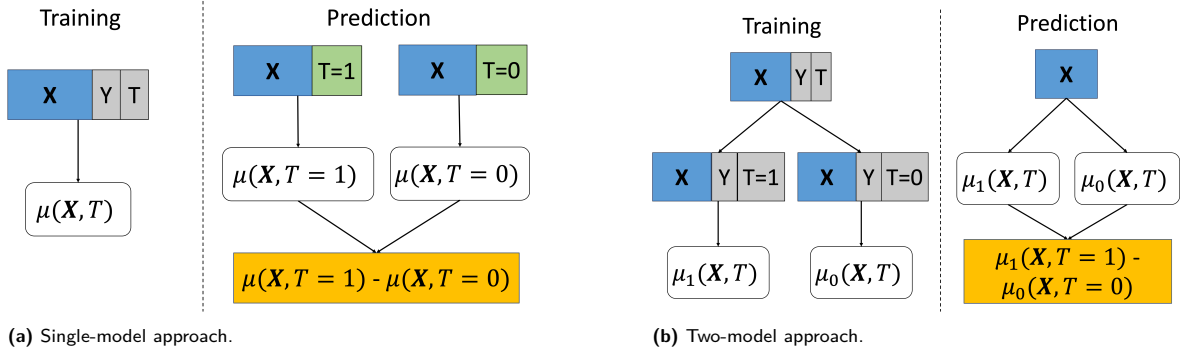 Training
Prediction
X Y T
X T=1
X T=0
μ(X, T)
μ(X, T = 1)
μ(X, T = 0)
μ(X, T = 1) - μ(X, T = 0)
(a) Single-model approach.
Training
Prediction
X Y T
X
X Y T=1
X Y T=0
μ₁(X, T)
μ₀(X, T)
μ₁(X, T)
μ₀(X, T)
μ₁(X, T = 1) -
μ₀(X, T = 0)
(b) Two-model approach.